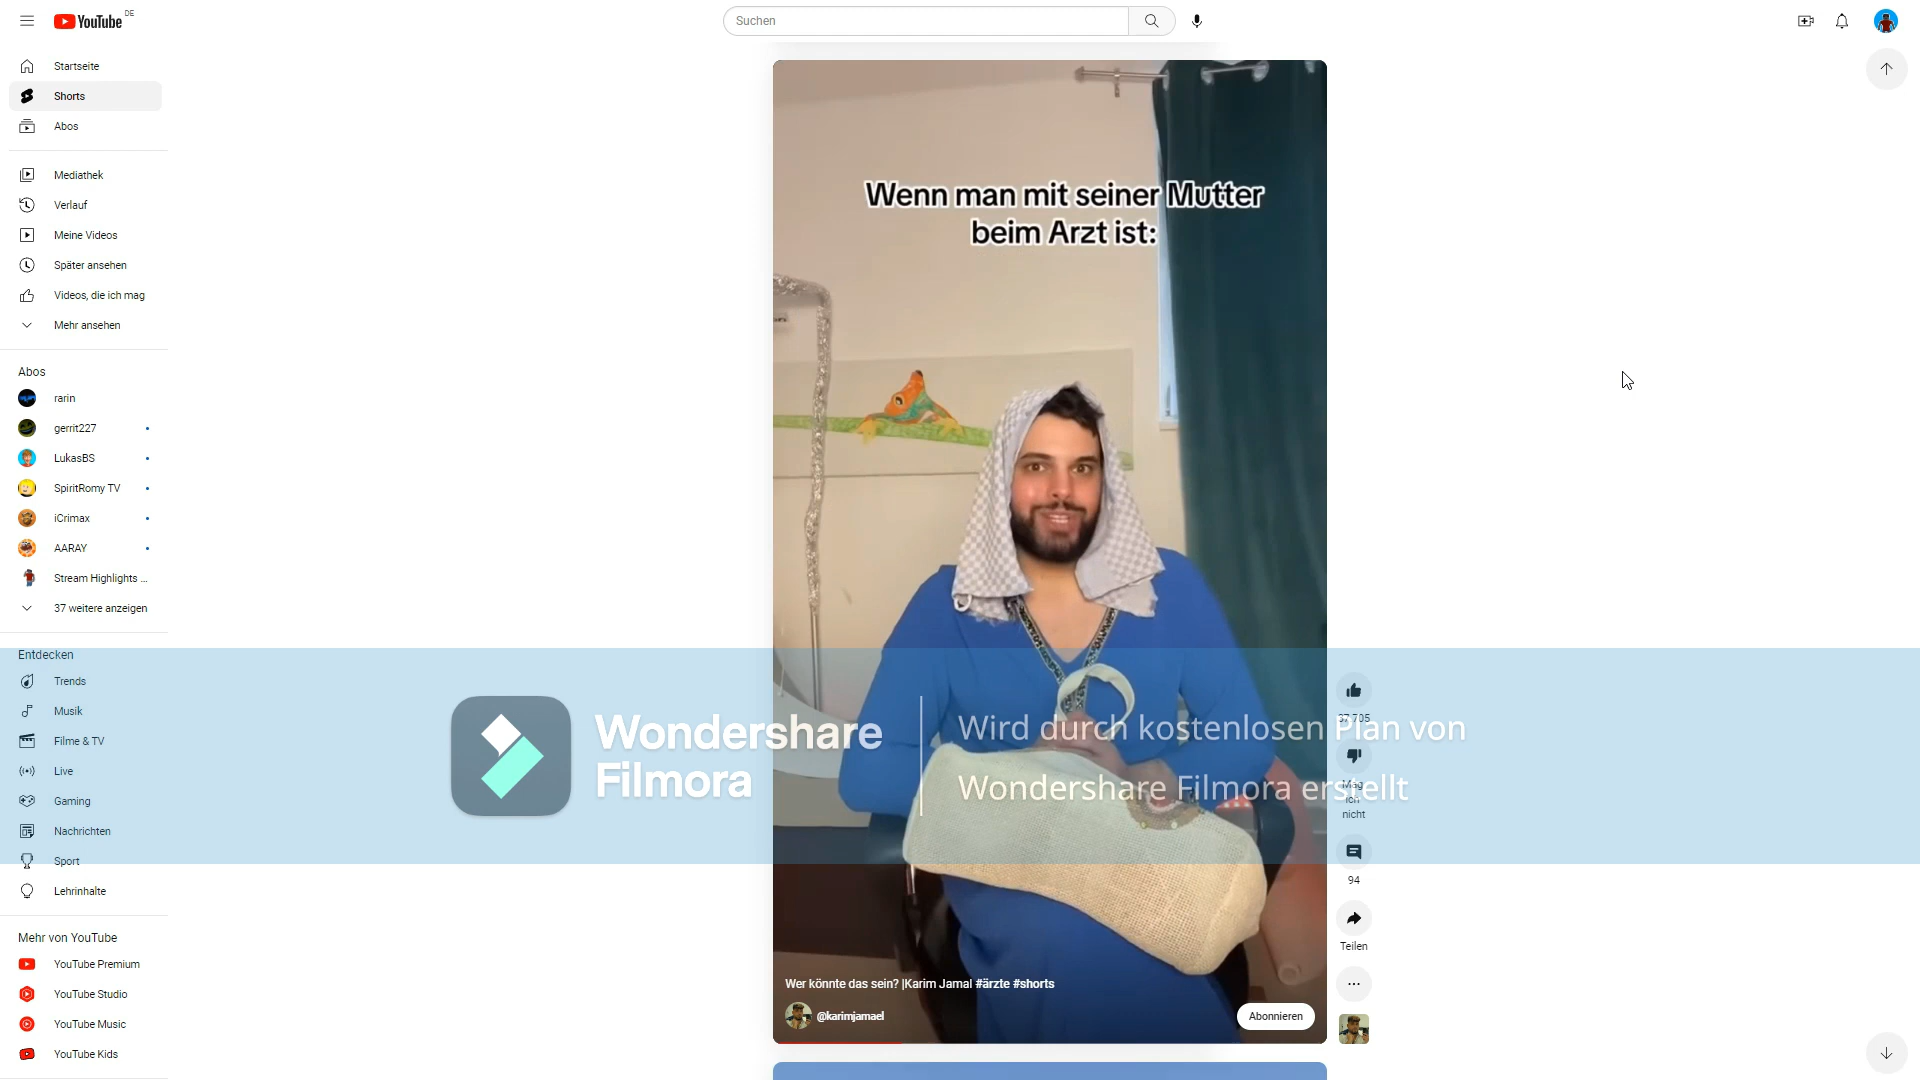 YouTube DE
Suchen
Startseite
Shorts
Abos
Mediathek
Verlauf
Meine Videos
Später ansehen
Videos, die ich mag
Mehr ansehen
Abos
rarin
gerrit227
LukasBS
SpiritRomy TV
iCrimax
AARAY
Stream Highlights ...
37 weitere anzeigen
Entdecken
Trends
Musik
Filme & TV
Live
Gaming
Nachrichten
Sport
Lehrinhalte
Mehr von YouTube
YouTube Premium
YouTube Studio
YouTube Music
YouTube Kids
Wenn man mit seiner Mutter
beim Arzt ist:
Wondershare
Filmora
Wird durch kostenlosen Plan von
Wondershare Filmora erstellt
Wer könnte das sein? |Karim Jamal #ärzte #shorts
@karimjamael
Abonnieren
37.705
Mag
ich
nicht
94
Teilen